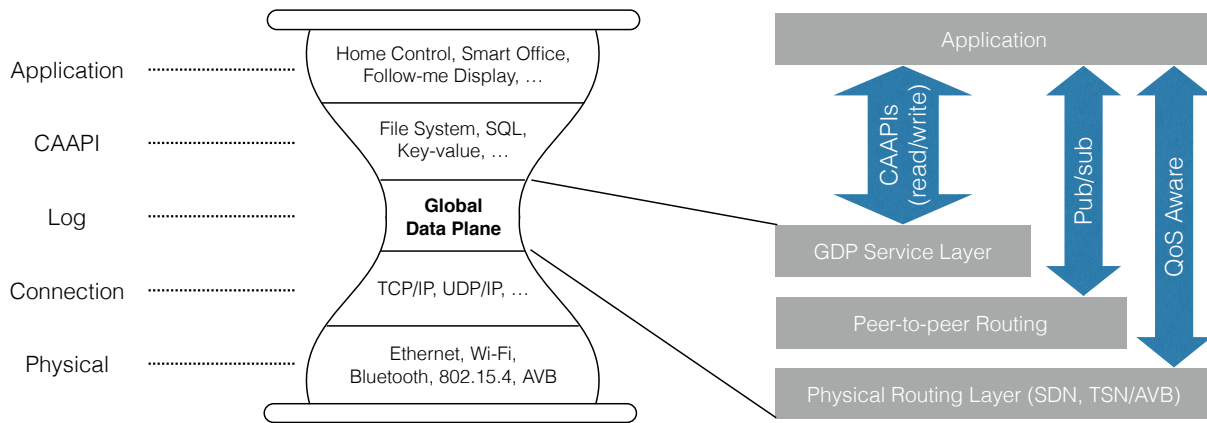 Application
CAAPI
Log
Connection
Physical
Home Control, Smart Office,
Follow-me Display, …
File System, SQL,
Key-value, …
Global
Data Plane
TCP/IP, UDP/IP, …
Ethernet, Wi-Fi,
Bluetooth, 802.15.4, AVB
Application
CAAPIs
(read/write)
Pub/sub
QoS Aware
GDP Service Layer
Peer-to-peer Routing
Physical Routing Layer (SDN, TSN/AVB)